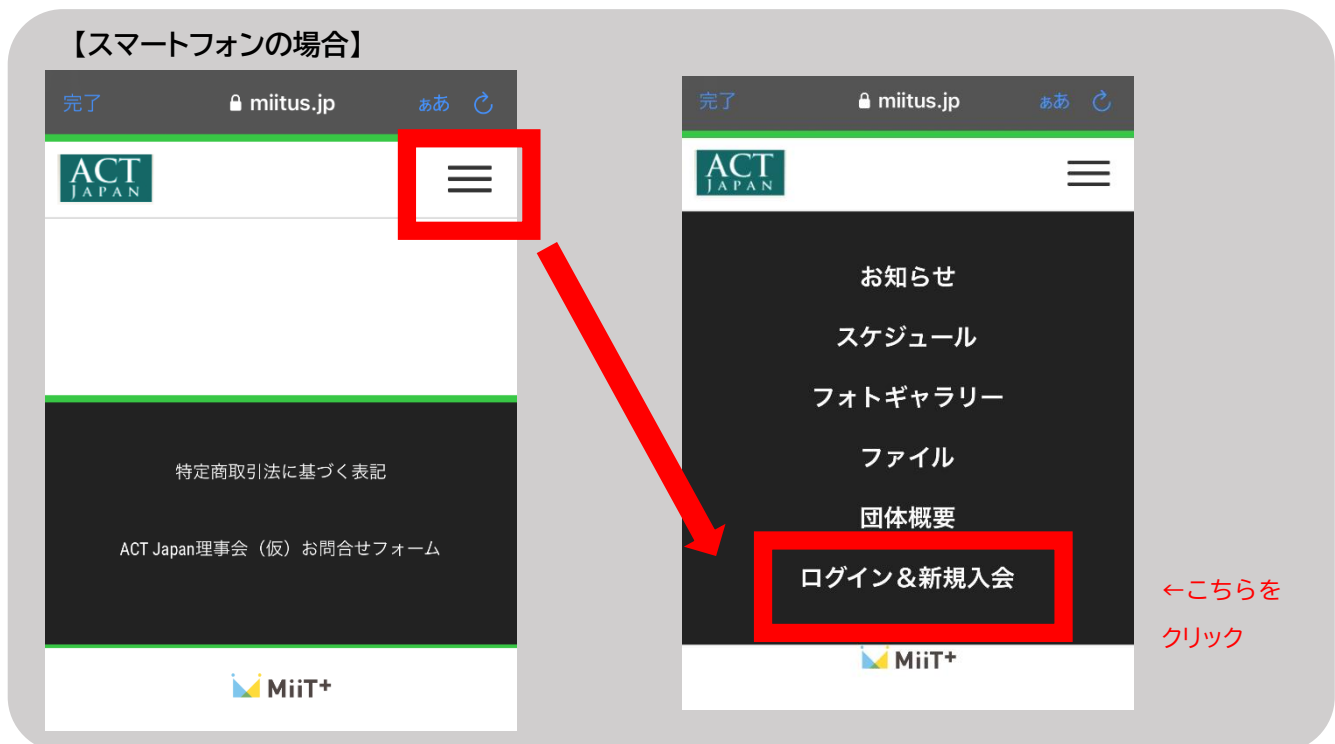 【スマートフォンの場合】
完了 miitus.jp ぁあ
ACT
JAPAN
特定商取引法に基づく表記
ACT Japan理事会（仮）お問合せフォーム
MiiT+
完了 miitus.jp ぁあ
ACT
JAPAN
お知らせ
スケジュール
フォトギャラリー
ファイル
団体概要
ログイン＆新規入会
MiiT+
←こちらを
クリック